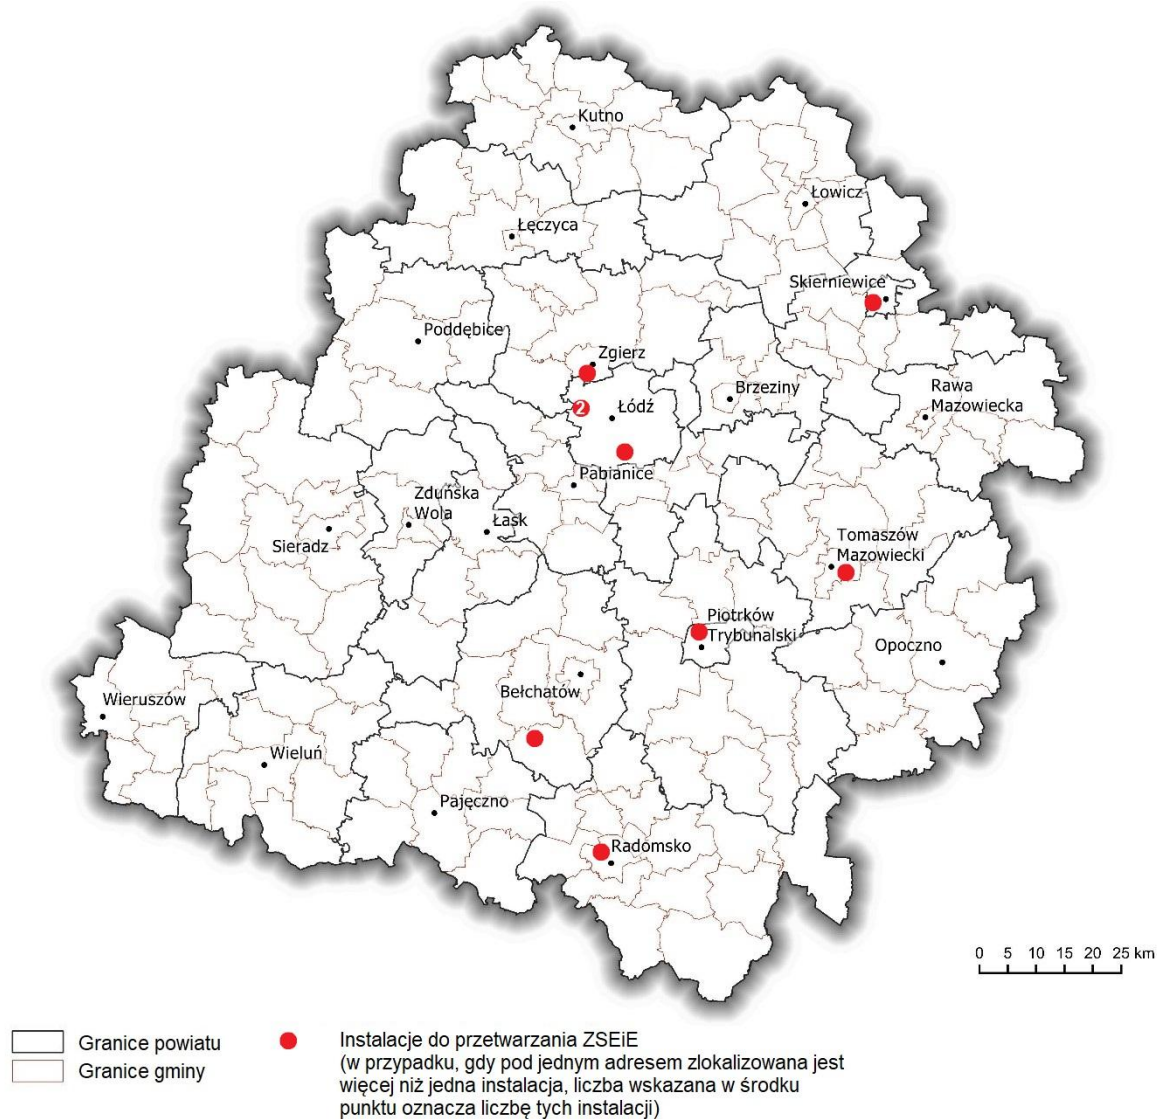 Kutno
Łowicz
Łęczyca
Skierniewice
Poddębice
Zgierz
Brzeziny
Rawa
Mazowiecka
2
Łódź
Pabianice
Zduńska
Wola
Łask
Sieradz
Tomaszów
Mazowiecki
Piotrków
Trybunalski
Opoczno
Bełchatów
Wieruszów
Wieluń
Pajęczno
Radomsko
0 5 10 15 20 25 km
Granice powiatu
Granice gminy
Instalacje do przetwarzania ZSEiE
(w przypadku, gdy pod jednym adresem zlokalizowana jest
więcej niż jedna instalacja, liczba wskazana w środku
punktu oznacza liczbę tych instalacji)